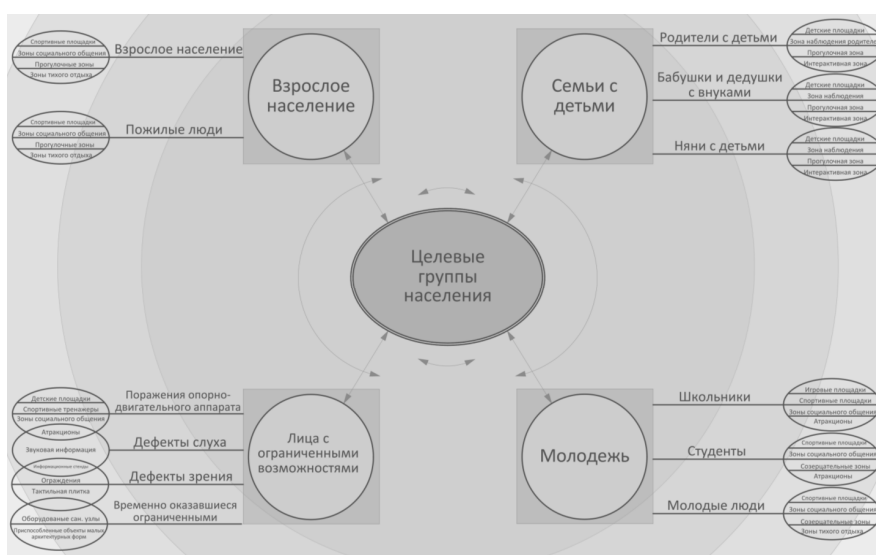 Спортивные площадки
Зоны социального общения
Прогулочные зоны
Зоны тихого отдыха
Взрослое население
Спортивные площадки
Зоны социального общения
Прогулочные зоны
Зоны тихого отдыха
Пожилые люди
Взрослое
население
Семьи с
детьми
Родители с детьми
Детские площадки
Зона наблюдения родителей
Прогулочная зона
Интерактивная зона
Бабушки и дедушки
с внуками
Детские площадки
Зона наблюдения
Прогулочная зона
Интерактивная зона
Няни с детьми
Детские площадки
Зона наблюдения
Прогулочная зона
Интерактивная зона
Целевые
группы
населения
Детские площадки
Спортивные тренажеры
Зоны социального общения
Атракционы
Поражения опорно-
двигательного аппарата
Звуковая информация
Дефекты слуха
Информационные стенды
Ограждения
Тактильная плитка
Дефекты зрения
Оборудованые сан. узлы
Приспособленные объекты малых
архитектурных форм
Временно оказавшиеся
ограниченными
Лица с
ограниченными
возможностями
Молодежь
Школьники
Игровые площадки
Спортивные площадки
Зоны социального общения
Атракционы
Студенты
Спортивные площадки
Зоны социального общения
Созерцательные зоны
Атракционы
Молодые люди
Спортивные площадки
Зоны социального общения
Созерцательные зоны
Зоны тихого отдыха